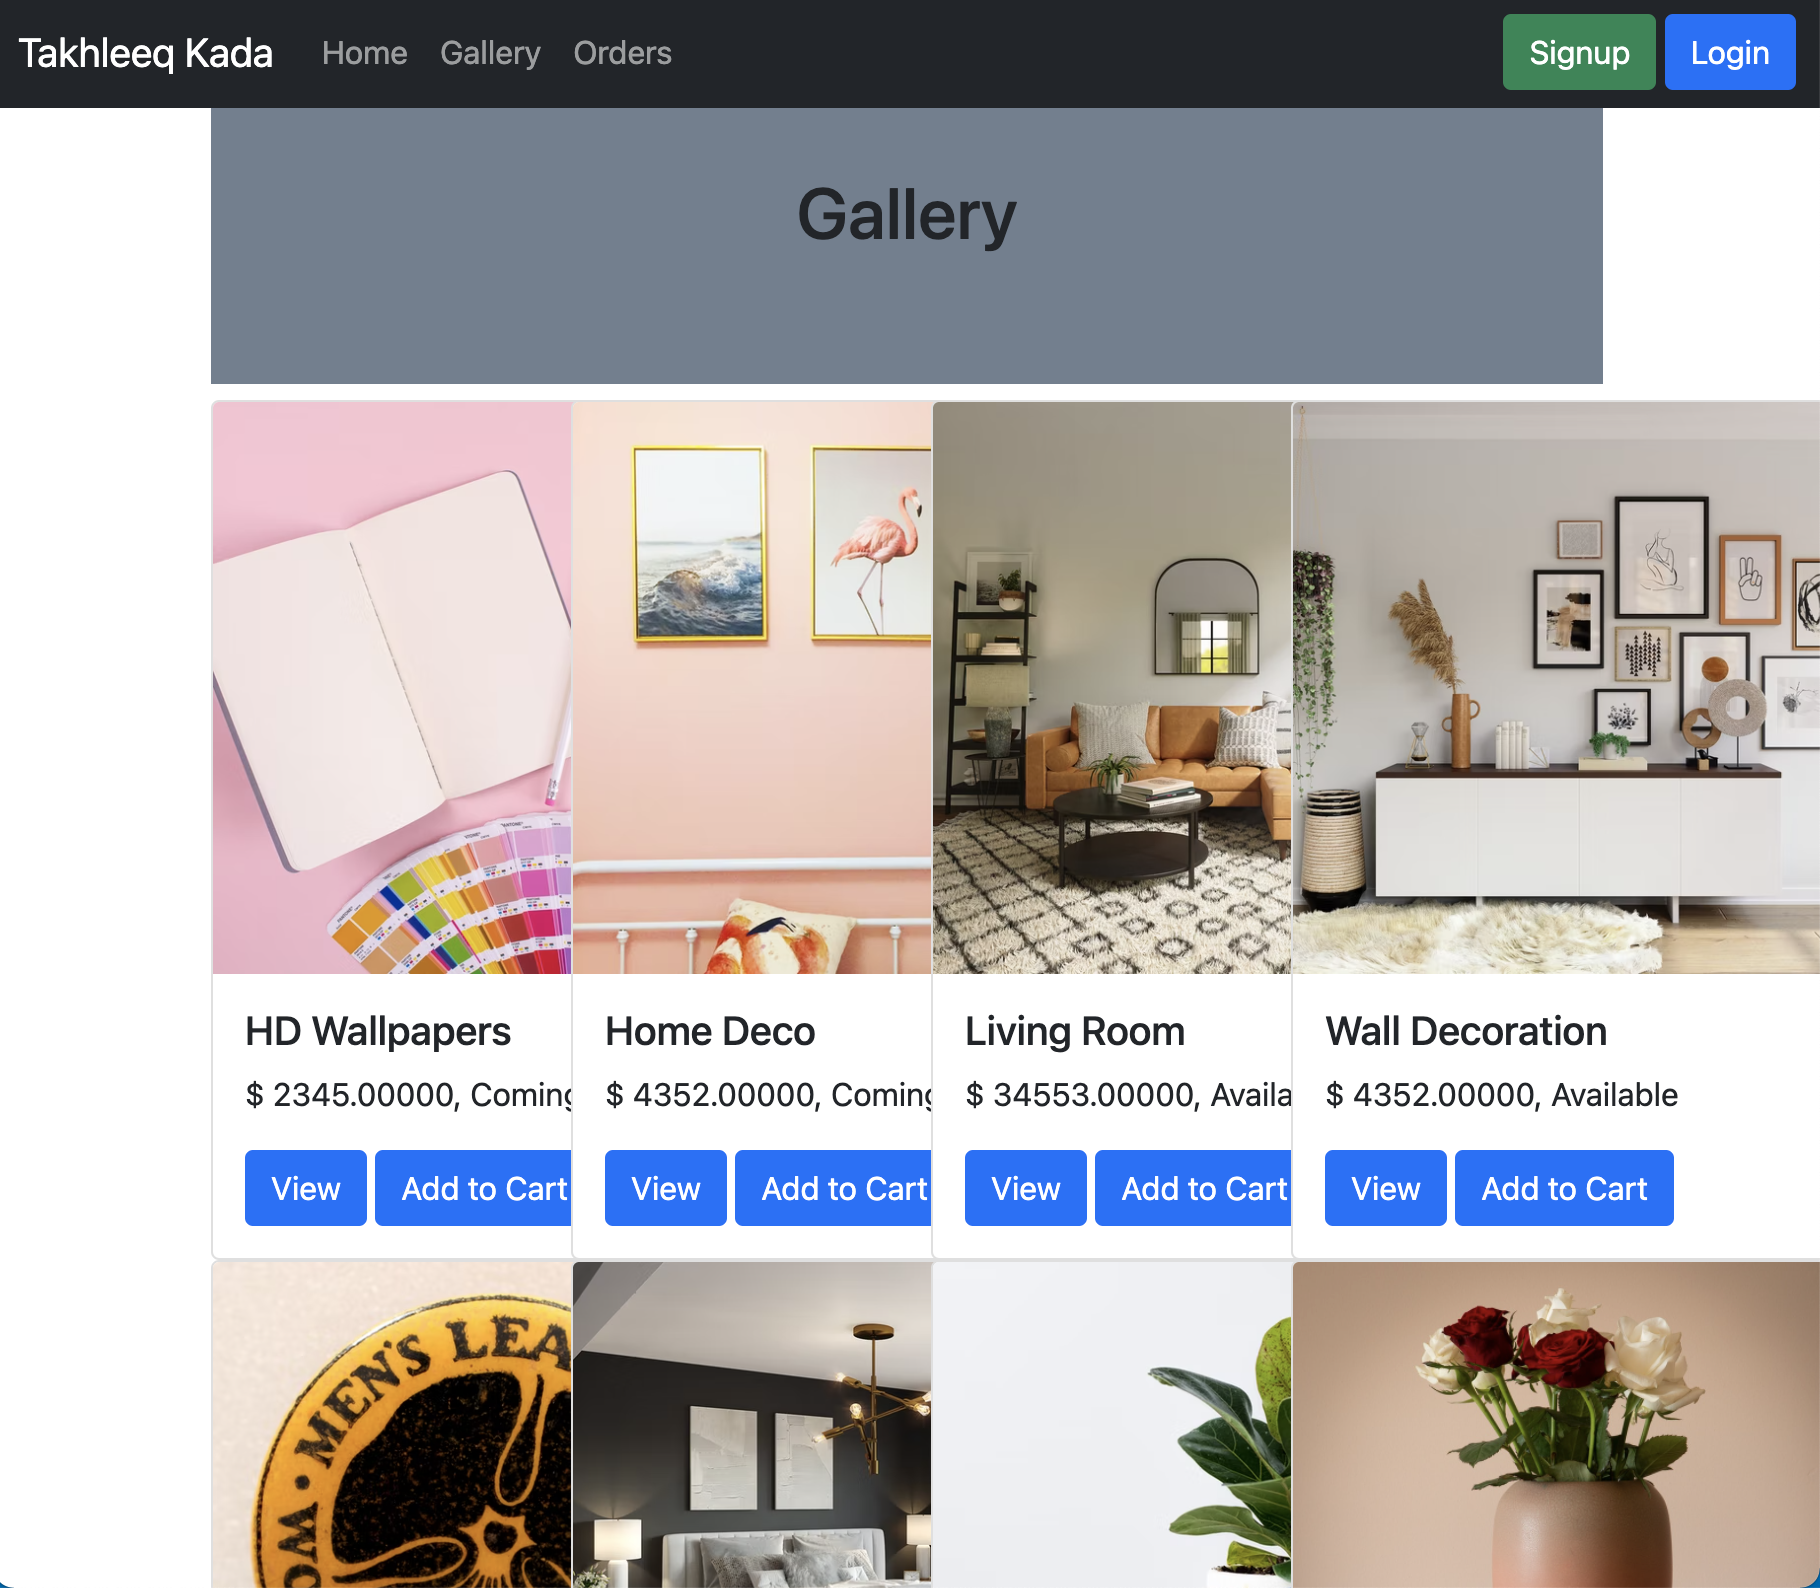 Takhleeq Kada Home Gallery Orders Signup Login
Gallery
HD Wallpapers
$ 2345.00000, Coming
View Add to Cart
Home Deco
$ 4352.00000, Coming
View Add to Cart
Living Room
$ 34553.00000, Availa
View Add to Cart
Wall Decoration
$ 4352.00000, Available
View Add to Cart
MEN'S LEA